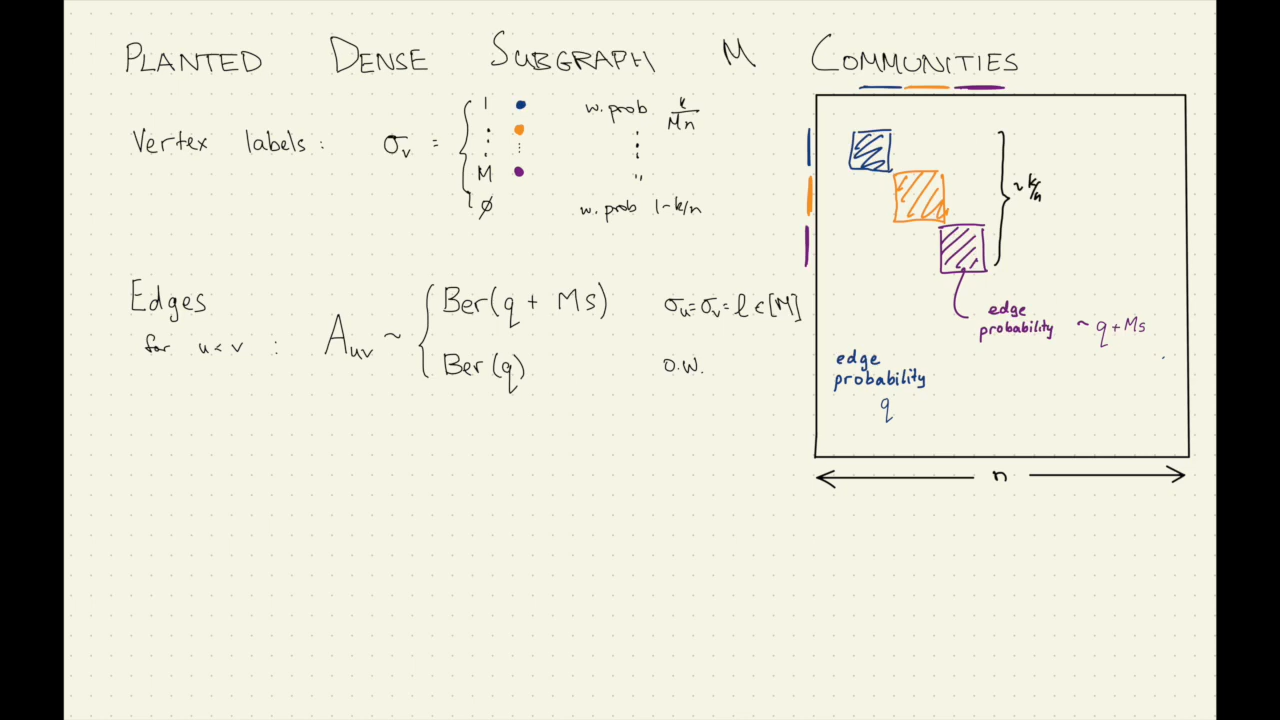 PLANTED DENSE SUBGRAPH M COMMUNITIES
Vertex labels : σ_v = { 1 w. prob k/Mn
⋮ ⋮ ⋮
M "
∅ w. prob 1-k/n
Edges
for u < v : A_uv ~ { Ber(q + Ms) σ_u = σ_v = ℓ ∈ [M]
Ber(q) o.w.
~ k/n
edge
probability ~ q + Ms
edge
probability
q
n